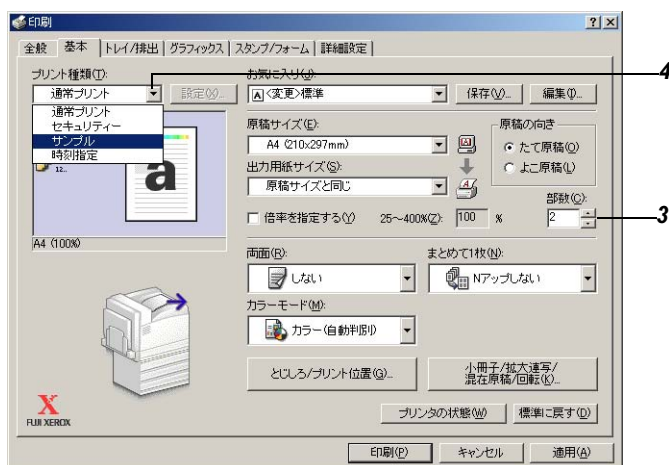 印刷
全般 基本 トレイ/排出 グラフィックス スタンプ/フォーム 詳細設定
プリント種類(T):
通常プリント
設定(X)...
通常プリント
セキュリティー
サンプル
時刻指定
12..
a
A4 (100%)
FUJI XEROX
お気に入り(J):
A <変更>標準
保存(V)...
編集(I)...
4
原稿サイズ(E):
A4 (210x297mm)
出力用紙サイズ(S):
原稿サイズと同じ
原稿の向き
たて原稿(O)
よこ原稿(L)
倍率を指定する(Y) 25～400%(Z): 100 %
部数(C):
2
3
両面(R):
しない
まとめて1枚(N):
Nアップしない
カラーモード(M):
カラー(自動判別)
とじしろ/プリント位置(G)...
小冊子/拡大連写/
混在原稿/回転(K)...
プリンタの状態(W)
標準に戻す(D)
印刷(P)
キャンセル
適用(A)